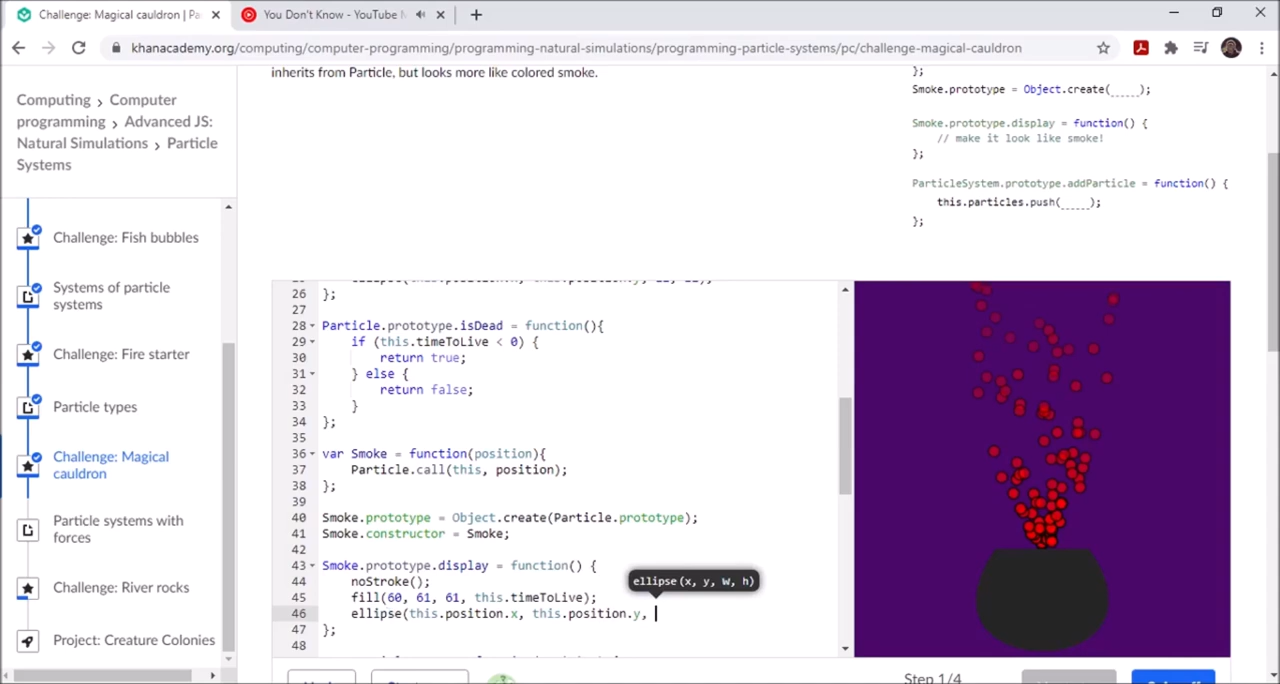 Challenge: Magical cauldron | Pa
You Don't Know - YouTube
khanacademy.org/computing/computer-programming/programming-natural-simulations/programming-particle-systems/pc/challenge-magical-cauldron
Computing > Computer
programming > Advanced JS:
Natural Simulations > Particle
Systems
Challenge: Fish bubbles
Systems of particle
systems
Challenge: Fire starter
Particle types
Challenge: Magical
cauldron
Particle systems with
forces
Challenge: River rocks
Project: Creature Colonies
inherits from Particle, but looks more like colored smoke.
};
Smoke.prototype = Object.create(_____);
Smoke.prototype.display = function() {
// make it look like smoke!
};
ParticleSystem.prototype.addParticle = function() {
this.particles.push(_____);
};
26 };
27
28 Particle.prototype.isDead = function(){
29 if (this.timeToLive < 0) {
30 return true;
31 } else {
32 return false;
33 }
34 };
35
36 var Smoke = function(position){
37 Particle.call(this, position);
38 };
39
40 Smoke.prototype = Object.create(Particle.prototype);
41 Smoke.constructor = Smoke;
42
43 Smoke.prototype.display = function() {
44 noStroke();
45 fill(60, 61, 61, this.timeToLive);
46 ellipse(this.position.x, this.position.y,
47 };
48
ellipse(x, y, w, h)
Step 1/4